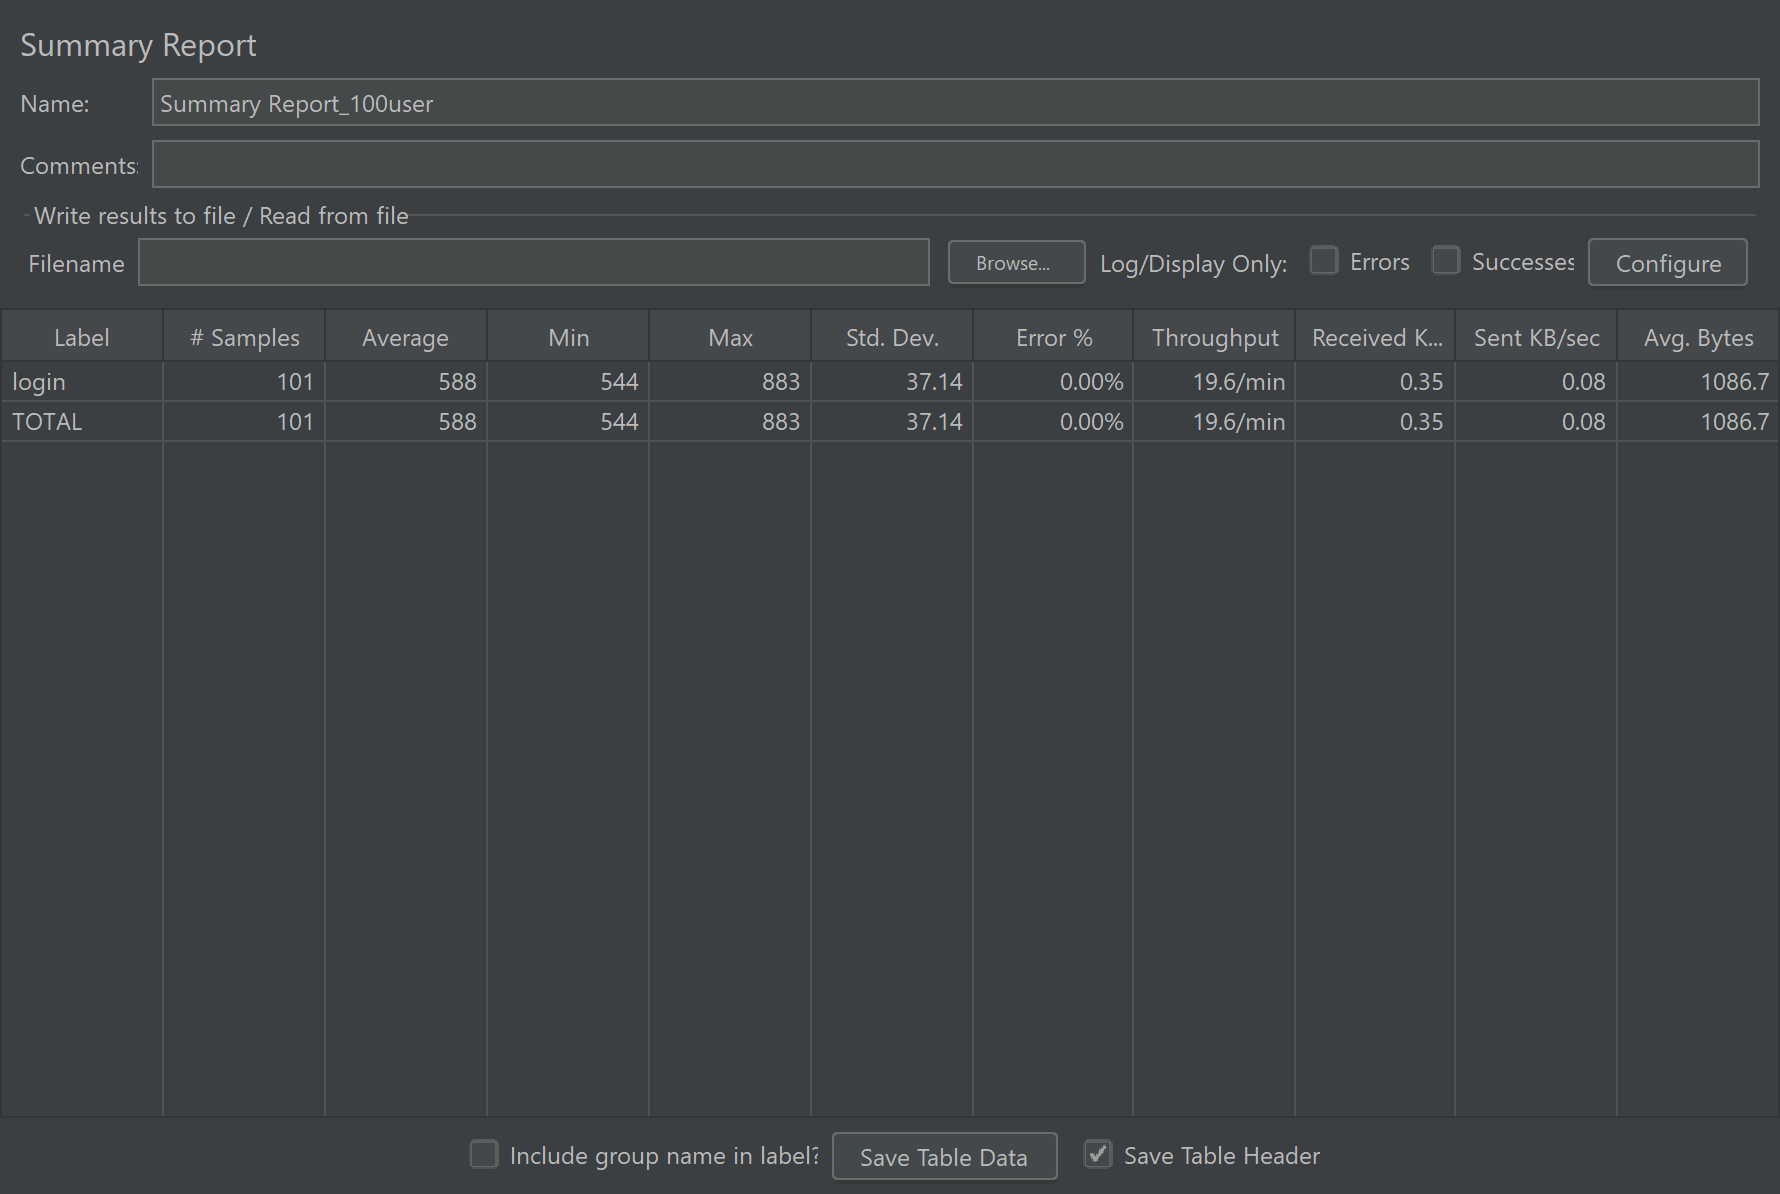 Summary Report
Name: Summary Report_100user
Comments:
Write results to file / Read from file
Filename Browse... Log/Display Only: Errors Successes Configure
Label # Samples Average Min Max Std. Dev. Error % Throughput Received K... Sent KB/sec Avg. Bytes
login 101 588 544 883 37.14 0.00% 19.6/min 0.35 0.08 1086.7
TOTAL 101 588 544 883 37.14 0.00% 19.6/min 0.35 0.08 1086.7
Include group name in label? Save Table Data Save Table Header